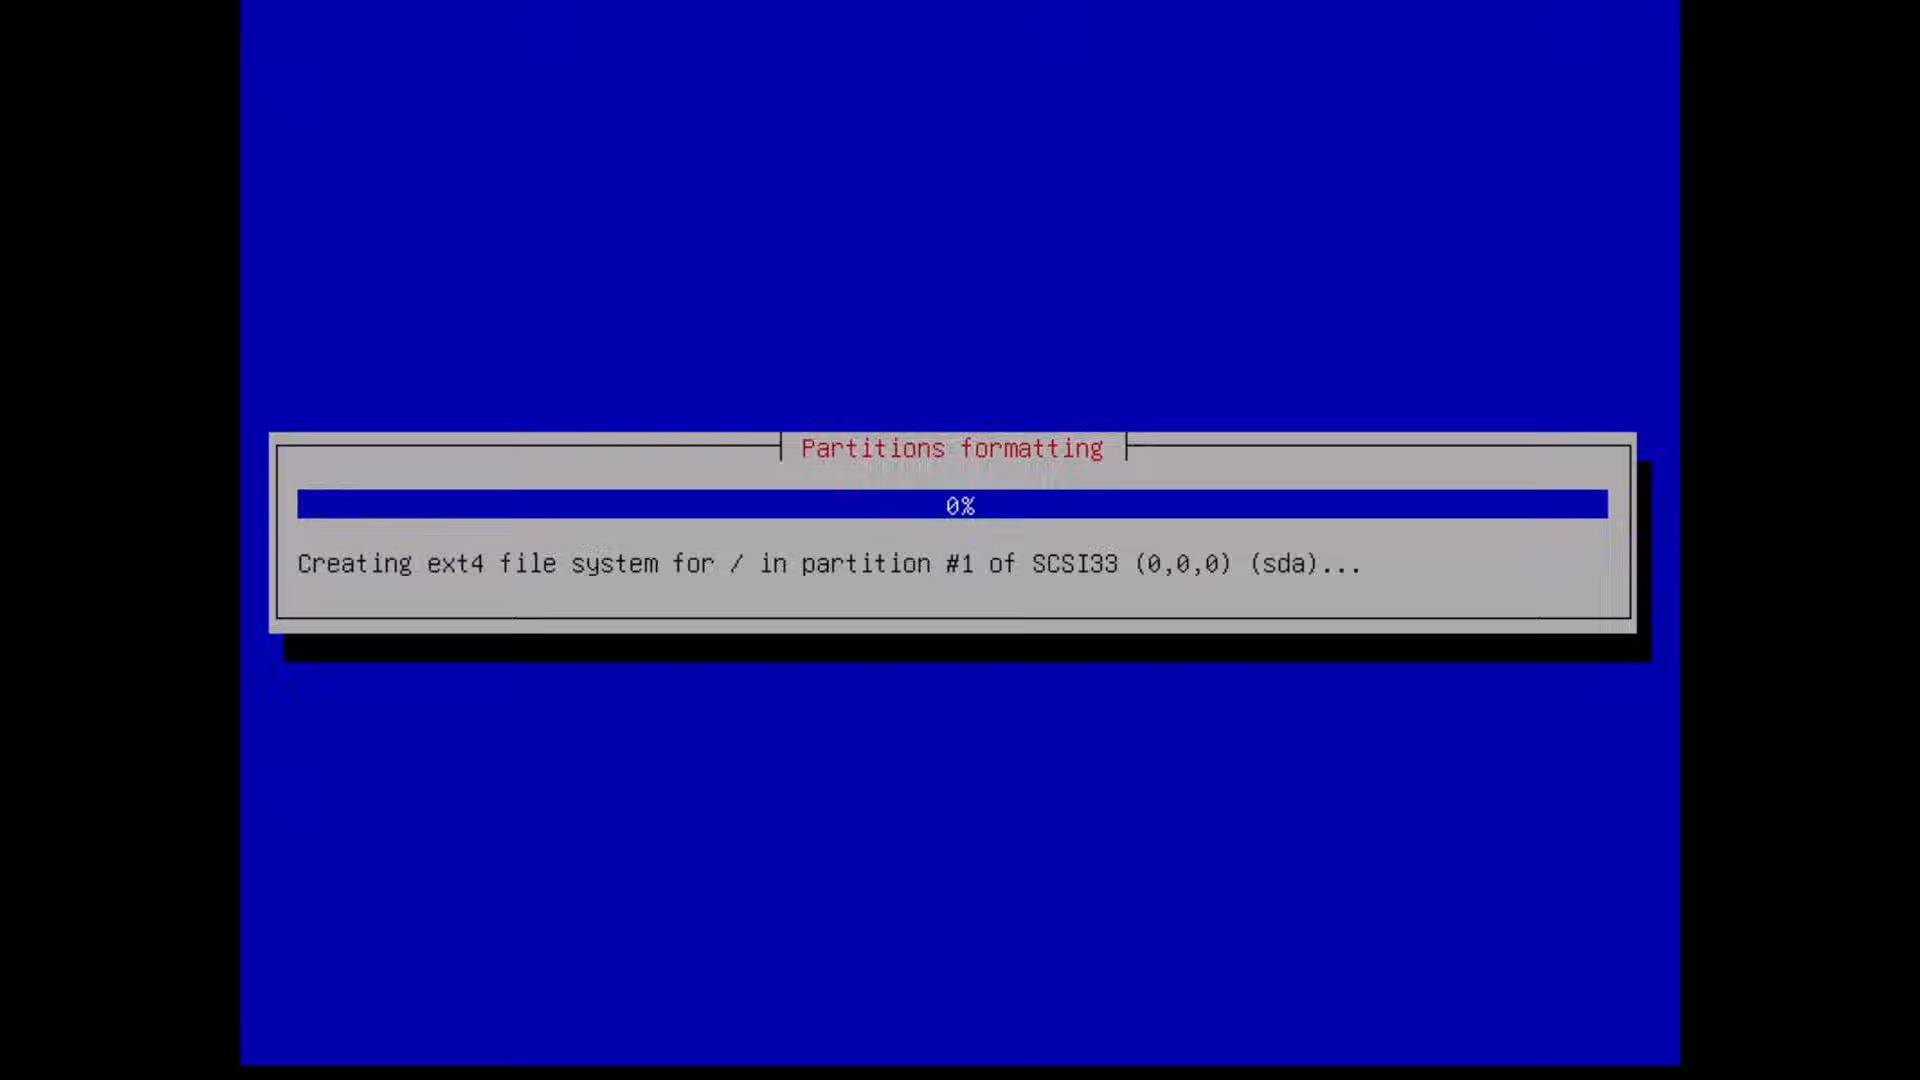 Partitions formatting
0%
Creating ext4 file system for / in partition #1 of SCSI33 (0,0,0) (sda)...